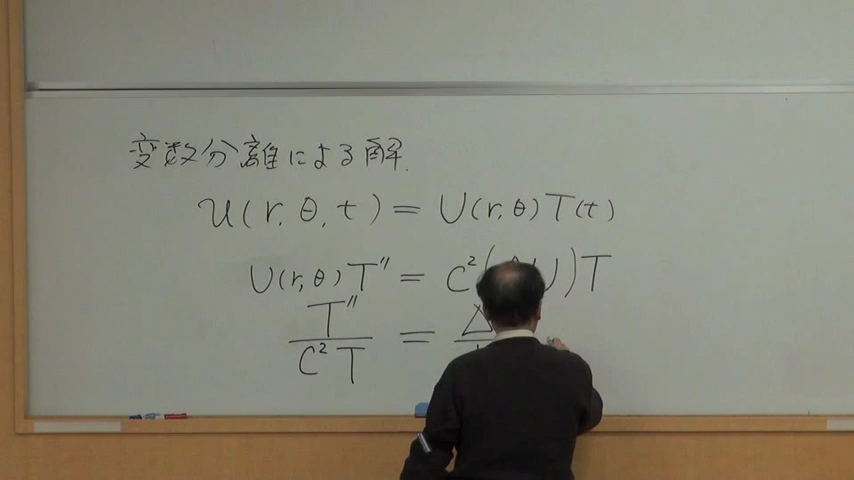 変数分離による解.
u(r, θ, t) = U(r, θ) T(t)
U(r, θ) T″ = C² ( U ) T
T″ / C² T = Δ